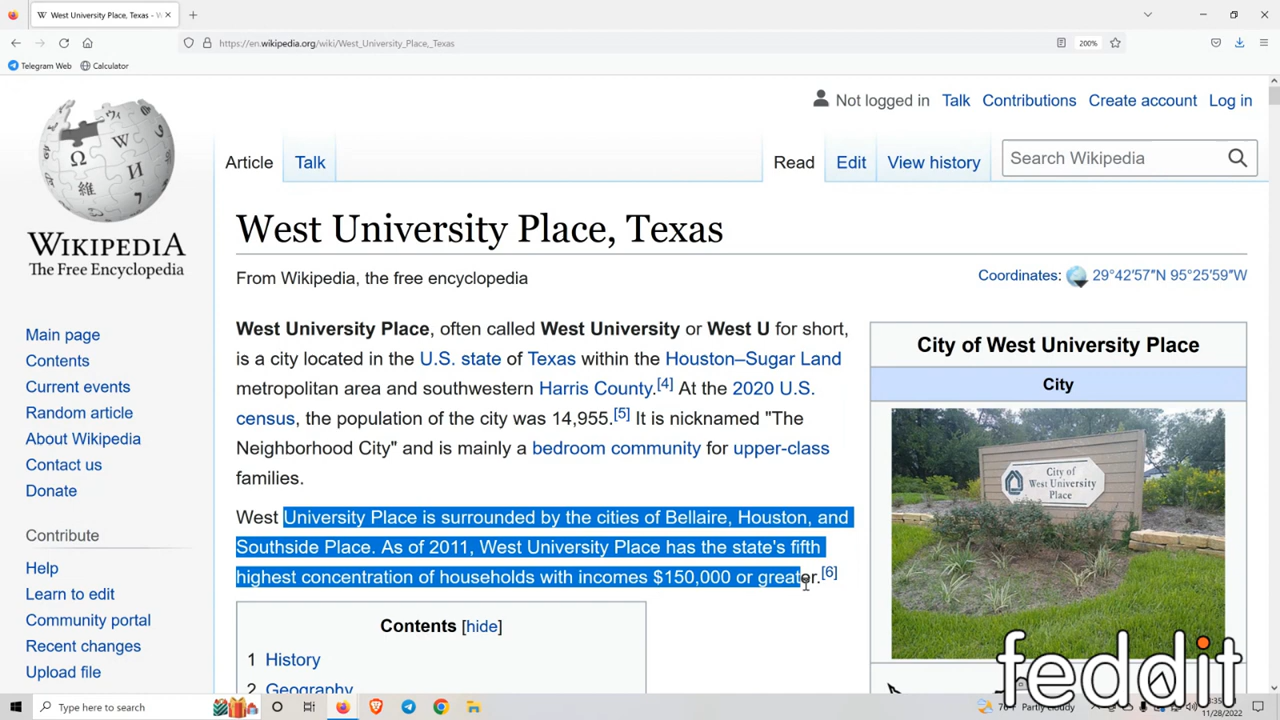 West University Place, Texas - W
https://en.wikipedia.org/wiki/West_University_Place,_Texas
200%
Telegram Web
Calculator
Not logged in
Talk
Contributions
Create account
Log in
Article
Talk
Read
Edit
View history
Search Wikipedia
WIKIPEDIA
The Free Encyclopedia
West University Place, Texas
From Wikipedia, the free encyclopedia
Coordinates: 29°42′57″N 95°25′59″W
Main page
Contents
Current events
Random article
About Wikipedia
Contact us
Donate
Contribute
Help
Learn to edit
Community portal
Recent changes
Upload file
West University Place, often called West University or West U for short,
is a city located in the U.S. state of Texas within the Houston–Sugar Land
metropolitan area and southwestern Harris County.[4] At the 2020 U.S.
census, the population of the city was 14,955.[5] It is nicknamed "The
Neighborhood City" and is mainly a bedroom community for upper-class
families.
West University Place is surrounded by the cities of Bellaire, Houston, and
Southside Place. As of 2011, West University Place has the state's fifth
highest concentration of households with incomes $150,000 or greater.[6]
Contents [hide]
1 History
2 Geography
City of West University Place
City
City of
West University
Place
feddit
Type here to search
Partly cloudy
11/28/2022